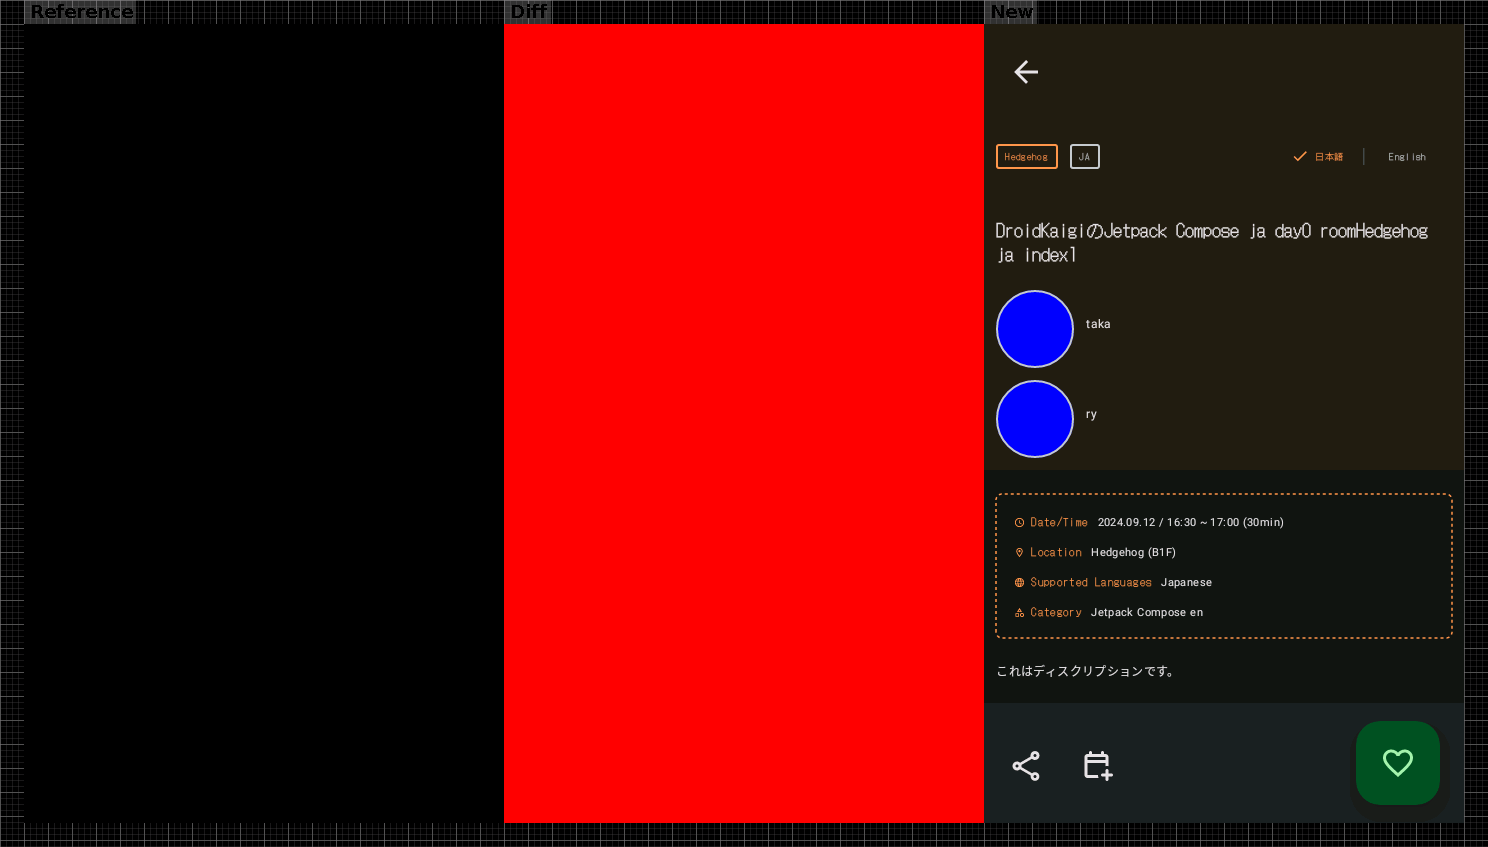 Reference
Diff
New
Hedgehog
JA
日本語
English
DroidKaigiのJetpack Compose ja day0 roomHedgehog
ja index1
taka
ry
Date/Time 2024.09.12 / 16:30 ~ 17:00 (30min)
Location Hedgehog (B1F)
Supported Languages Japanese
Category Jetpack Compose en
これはディスクリプションです。